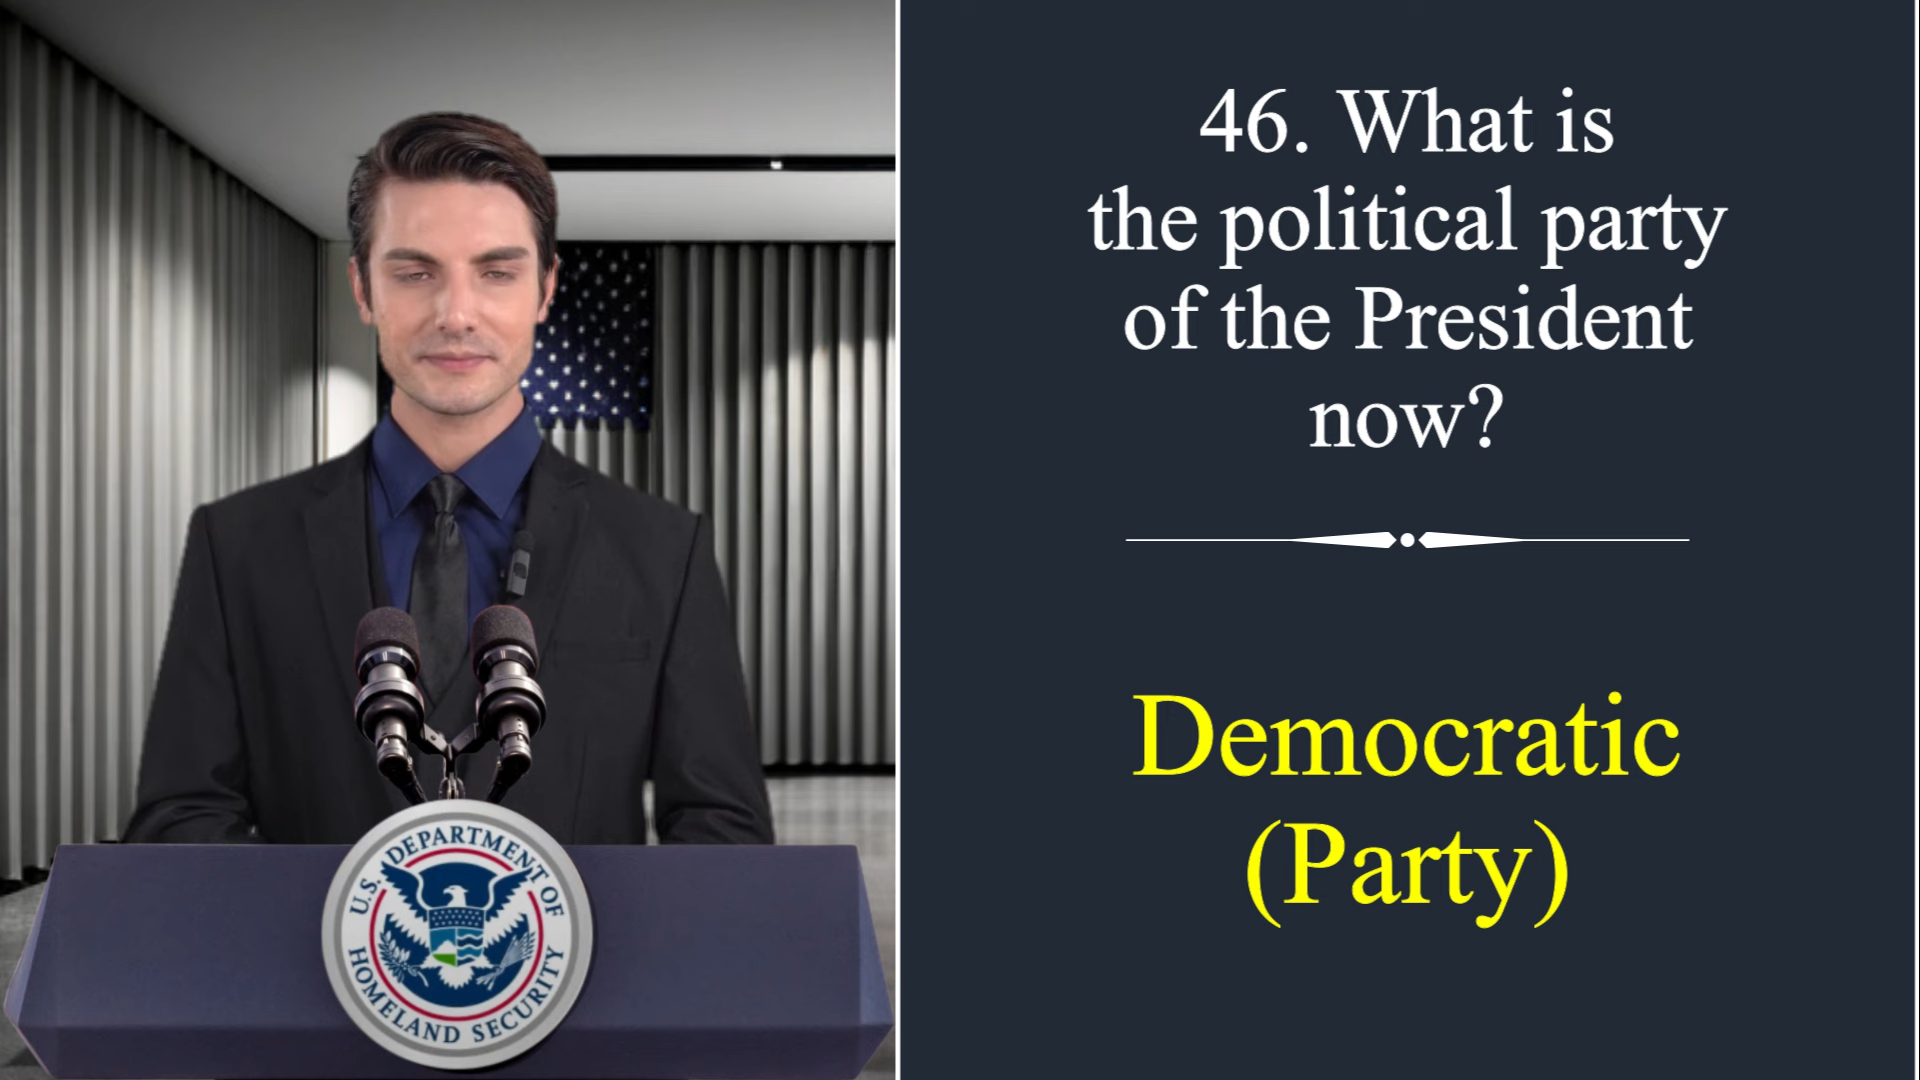 46. What is
the political party
of the President
now?
Democratic
(Party)
U.S. DEPARTMENT OF
HOMELAND SECURITY